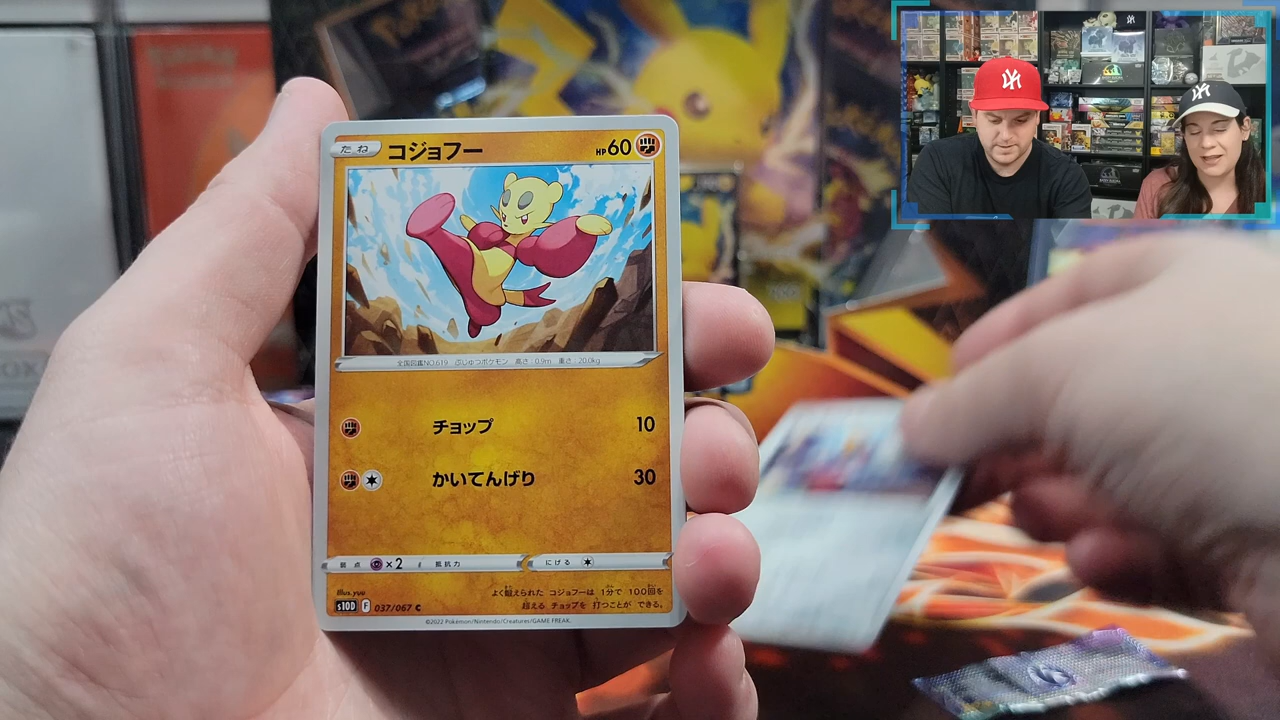 たね コジョフー HP60
全国図鑑NO.619 ぶじゅつポケモン 高さ:0.9m 重さ:20.0kg
チョップ 10
かいてんげり 30
弱点 ×2 抵抗力 にげる
Illus. yuu
よく鍛えられた コジョフーは 1分で 100回を
超える チョップを 打つことが できる。
s10D F 037/067 C
©2022 Pokémon/Nintendo/Creatures/GAME FREAK.